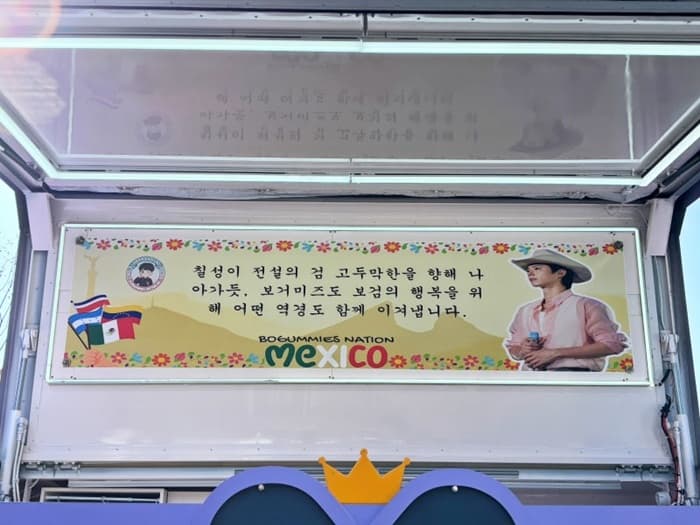 칠성이 전설의 검 고두막한을 향해 나
아가듯, 보거미즈도 보검의 행복을 위
해 어떤 역경도 함께 이겨냅니다.
BOGUMMIES NATION
MEXICO